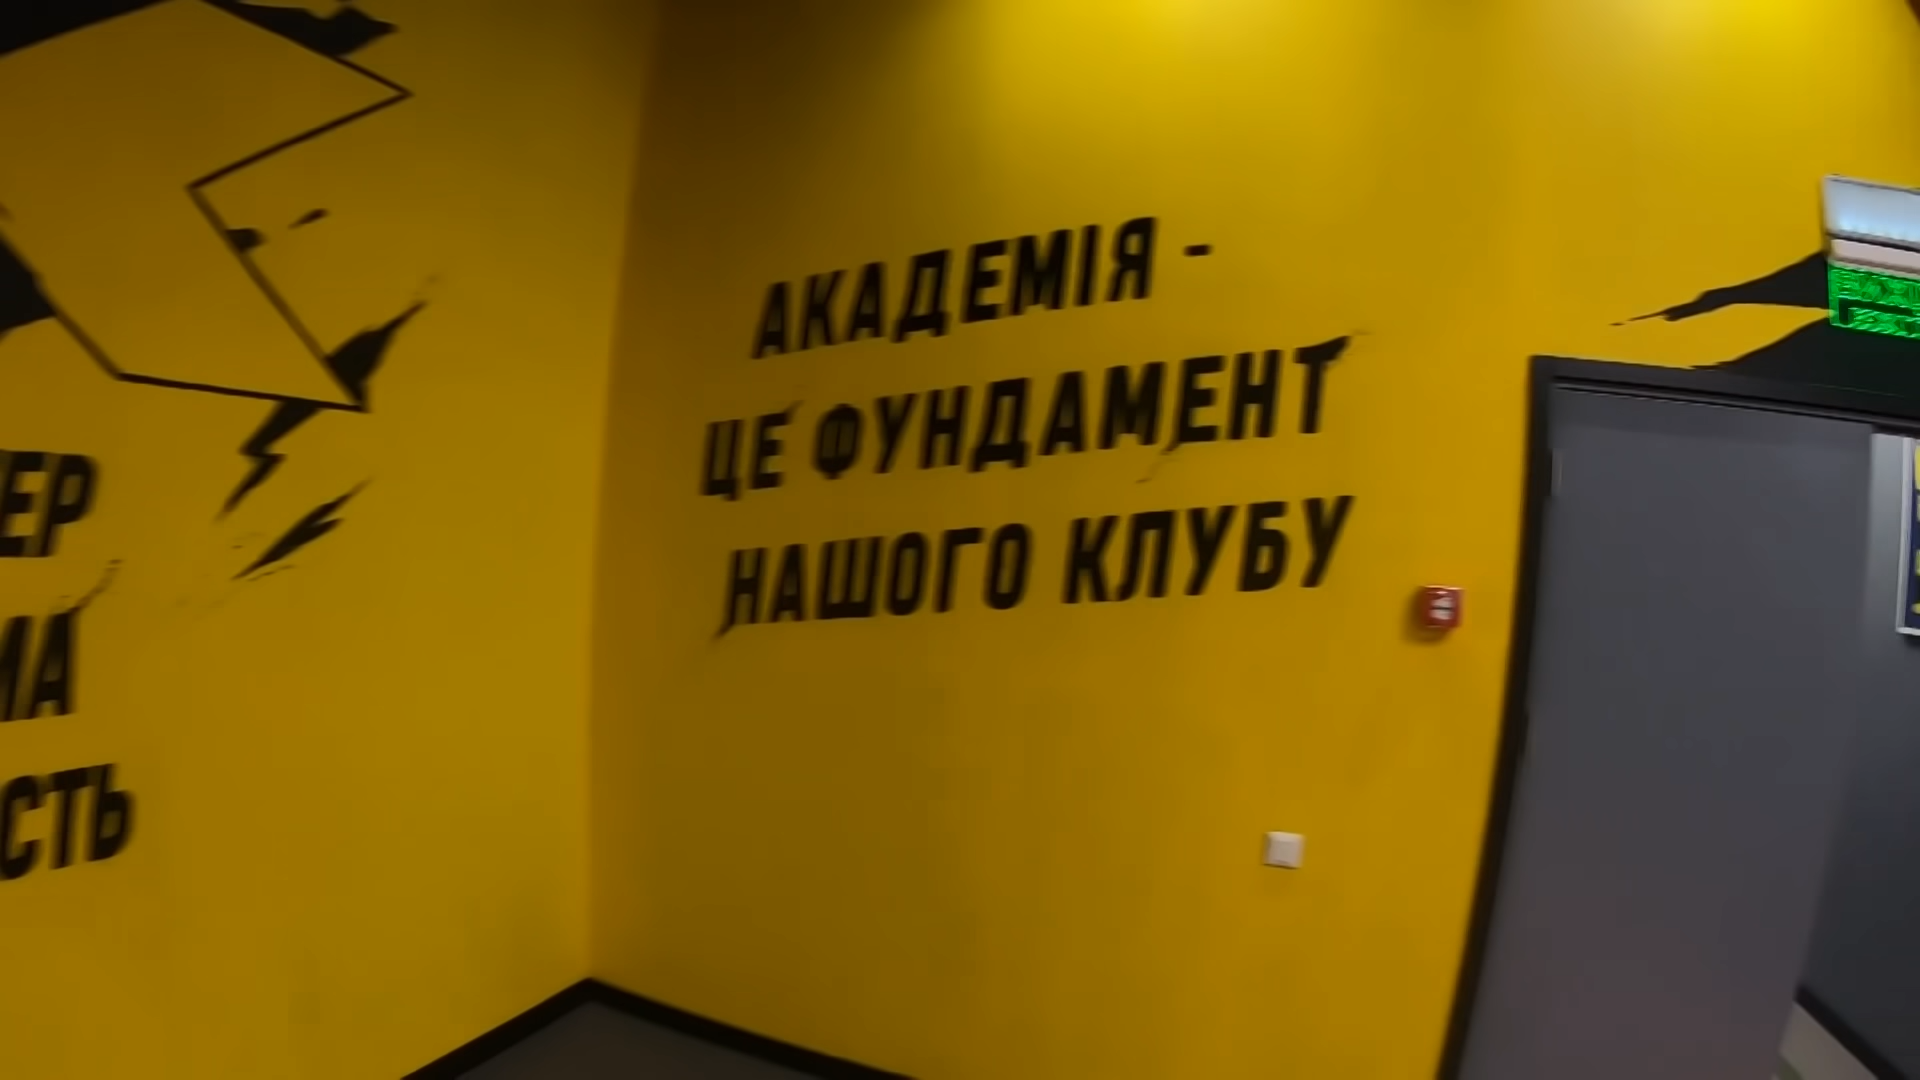 АКАДЕМІЯ -
ЦЕ ФУНДАМЕНТ
НАШОГО КЛУБУ